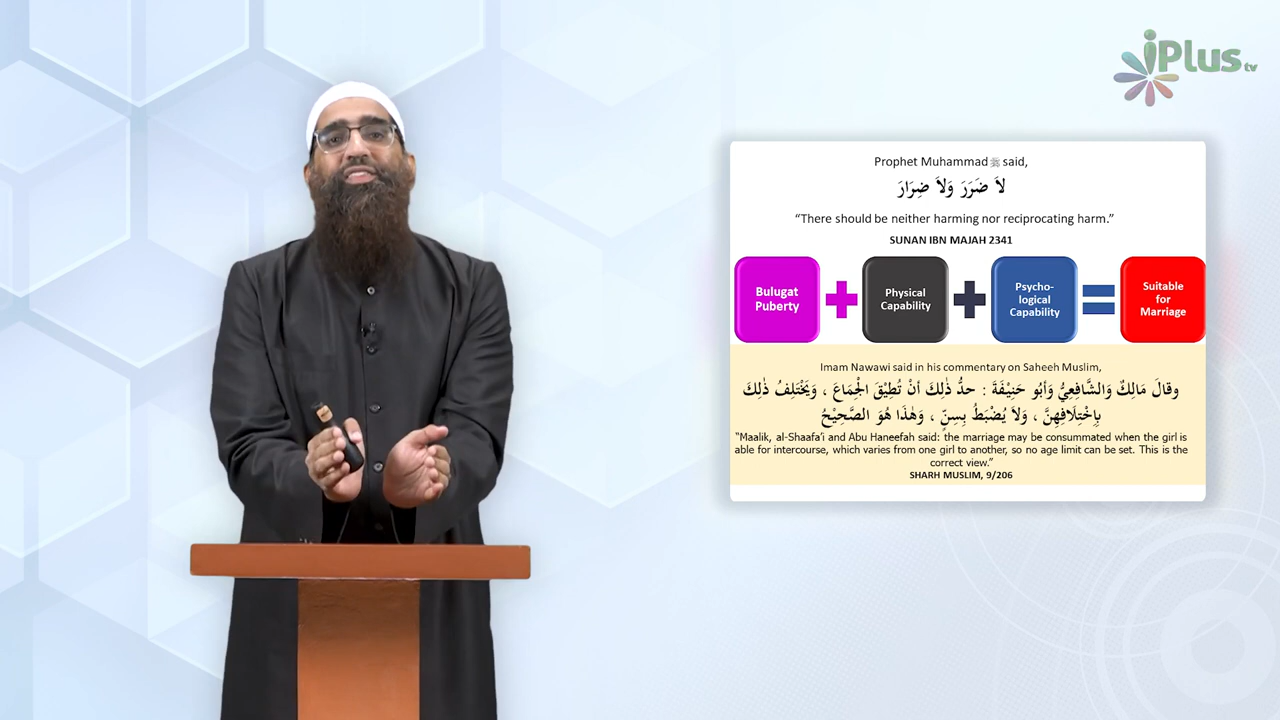 iPlus tv
Prophet Muhammad ﷺ said,
لاَ ضَرَرَ وَلاَ ضِرَارَ
“There should be neither harming nor reciprocating harm.”
SUNAN IBN MAJAH 2341
Bulugat
Puberty
Physical
Capability
Psycho-
logical
Capability
Suitable
for
Marriage
Imam Nawawi said in his commentary on Saheeh Muslim,
وقالَ مَالِكٌ وَالشَّافِعِيُّ وَأبُو حَنِيْفَةَ : حدُّ ذٰلِكَ أنْ تُطِيْقَ الْجِمَاعَ ، وَيَخْتَلِفُ ذٰلِكَ
بِاِخْتِلَافِهِنَّ ، وَلاَ يُضْبَطُ بِسِنٍّ ، وَهٰذَا هُوَ الصَّحِيْحُ
“Maalik, al-Shaafa’i and Abu Haneefah said: the marriage may be consummated when the girl is
able for intercourse, which varies from one girl to another, so no age limit can be set. This is the
correct view.”
SHARH MUSLIM, 9/206